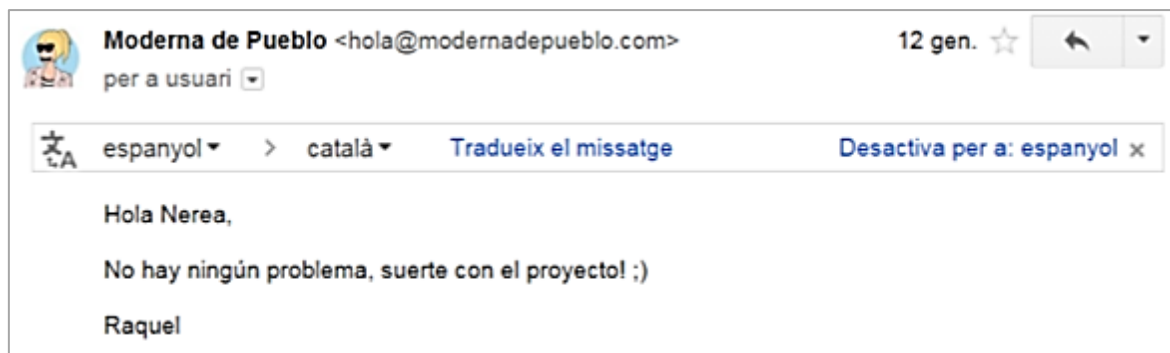 Moderna de Pueblo <hola@modernadepueblo.com> 12 gen.
per a usuari
espanyol > català Tradueix el missatge Desactiva per a: espanyol x
Hola Nerea,
No hay ningún problema, suerte con el proyecto! ;)
Raquel